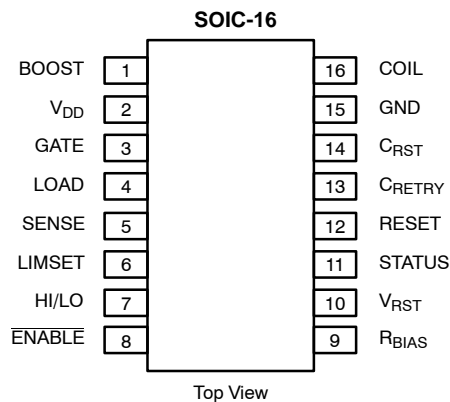 SOIC-16
BOOST 1 16 COIL
VDD 2 15 GND
GATE 3 14 CRST
LOAD 4 13 CRETRY
SENSE 5 12 RESET
LIMSET 6 11 STATUS
HI/LO 7 10 VRST
ENABLE 8 9 RBIAS
Top View